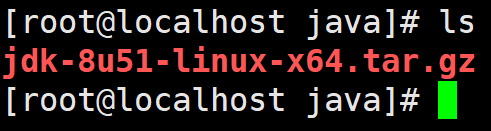 [root@localhost java]# ls
jdk-8u51-linux-x64.tar.gz
[root@localhost java]#